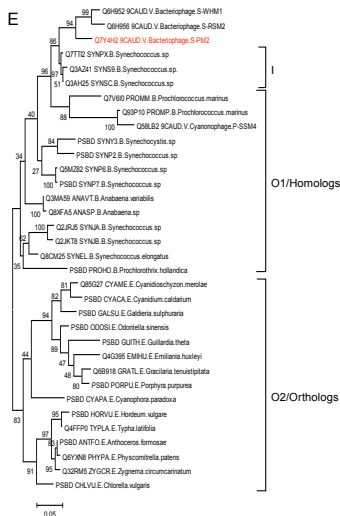 E
99
Q6H952 9CAUD.V.Bacteriophage.S-WHM1
94
Q6H956 9CAUD.V.Bacteriophage.S-RSM2
86
Q7Y4H2 9CAUD.V.Bacteriophage.S-PM2
Q7TTI2 SYNPX.B.Synechococcus.sp
96
97
Q3AZ41 SYNS9.B.Synechococcus.sp.
I
51
Q3AH25 SYNSC.B.Synechococcus.sp
Q7V6I0 PROMM.B.Prochlorococcus.marinus
40
88
Q93P10 PROMP.B.Prochlorococcus.marinus
100
Q58LB2 9CAUD.V.Cyanophage.P-SSM4
84
PSBD SYNY3.B.Synechocystis.sp
34
PSBD SYNP2.B.Synechococcus.sp
27
Q5MZ82 SYNP6.B.Synechococcus.sp
100
PSBD SYNP7.B.Synechococcus.sp
O1/Homologs
Q3MA59 ANAVT.B.Anabaena.variabilis
100
Q8XFA5 ANASP.B.Anabaena.sp
100
Q2JRJ5 SYNJA.B.Synechococcus.sp
62
Q2JKT8 SYNJB.B.Synechococcus.sp
Q8CM25 SYNEL.B.Synechococcus.elongatus
35
PSBD PROHO.B.Prochlorothrix.hollandica
81
Q85G27 CYAME.E.Cyanidioschyzon.merolae
82
PSBD CYACA.E.Cyanidium.caldarium
94
PSBD GALSU.E.Galdieria.sulphuraria
PSBD ODOSI.E.Odontella.sinensis
89
PSBD GUITH.E.Guillardia.theta
44
47
Q4G395 EMIHU.E.Emiliania.huxleyi
48
Q6B918 GRATL.E.Gracilaria.tenuistipitata
80
PSBD PORPU.E.Porphyra.purpurea
O2/Orthologs
PSBD CYAPA.E.Cyanophora.paradoxa
83
95
PSBD HORVU.E.Hordeum.vulgare
Q4FFP0 TYPLA.E.Typha.latifolia
97
83
PSBD ANTFO.E.Anthoceros.formosae
Q6YXN8 PHYPA.E.Physcomitrella.patens
91
95
Q32RM5 ZYGCR.E.Zygnema.circumcarinatum
PSBD CHLVU.E.Chlorella.vulgaris
0.05